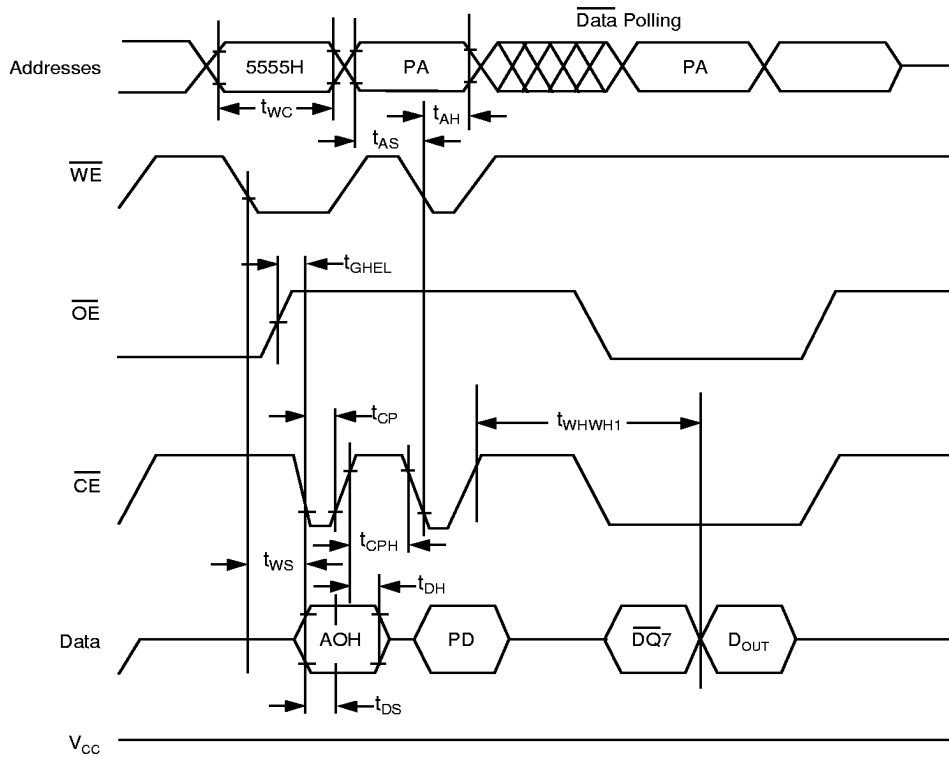 Data Polling
Addresses
5555H
PA
PA
tWC
tAH
tAS
WE
tGHEL
OE
tCP
tWHWH1
CE
tCPH
tWS
tDH
Data
AOH
PD
DQ7
DOUT
tDS
VCC